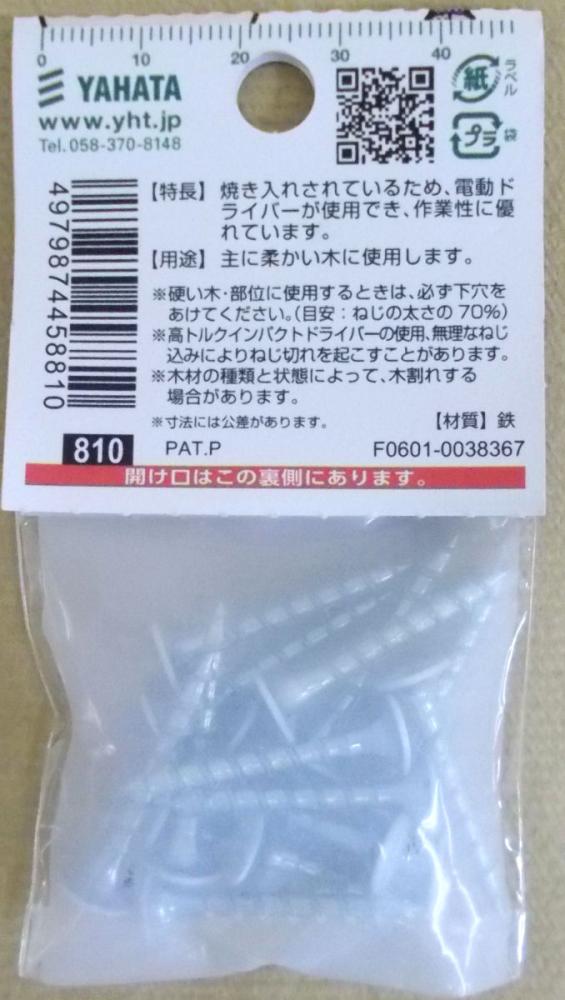 0 10 20 30 40
YAHATA
www.yht.jp
Tel.058-370-8148
紙 ラベル
プラ 袋
4979874458810
【特長】焼き入れされているため、電動ド
ライバーが使用でき、作業性に優
れています。
【用途】主に柔かい木に使用します。
※硬い木・部位に使用するときは、必ず下穴を
あけてください。(目安:ねじの太さの70%)
※高トルクインパクトドライバーの使用、無理なねじ
込みによりねじ切れを起こすことがあります。
※木材の種類と状態によって、木割れする
場合があります。
※寸法には公差があります。 【材質】鉄
810 PAT.P F0601-0038367
開け口はこの裏側にあります。